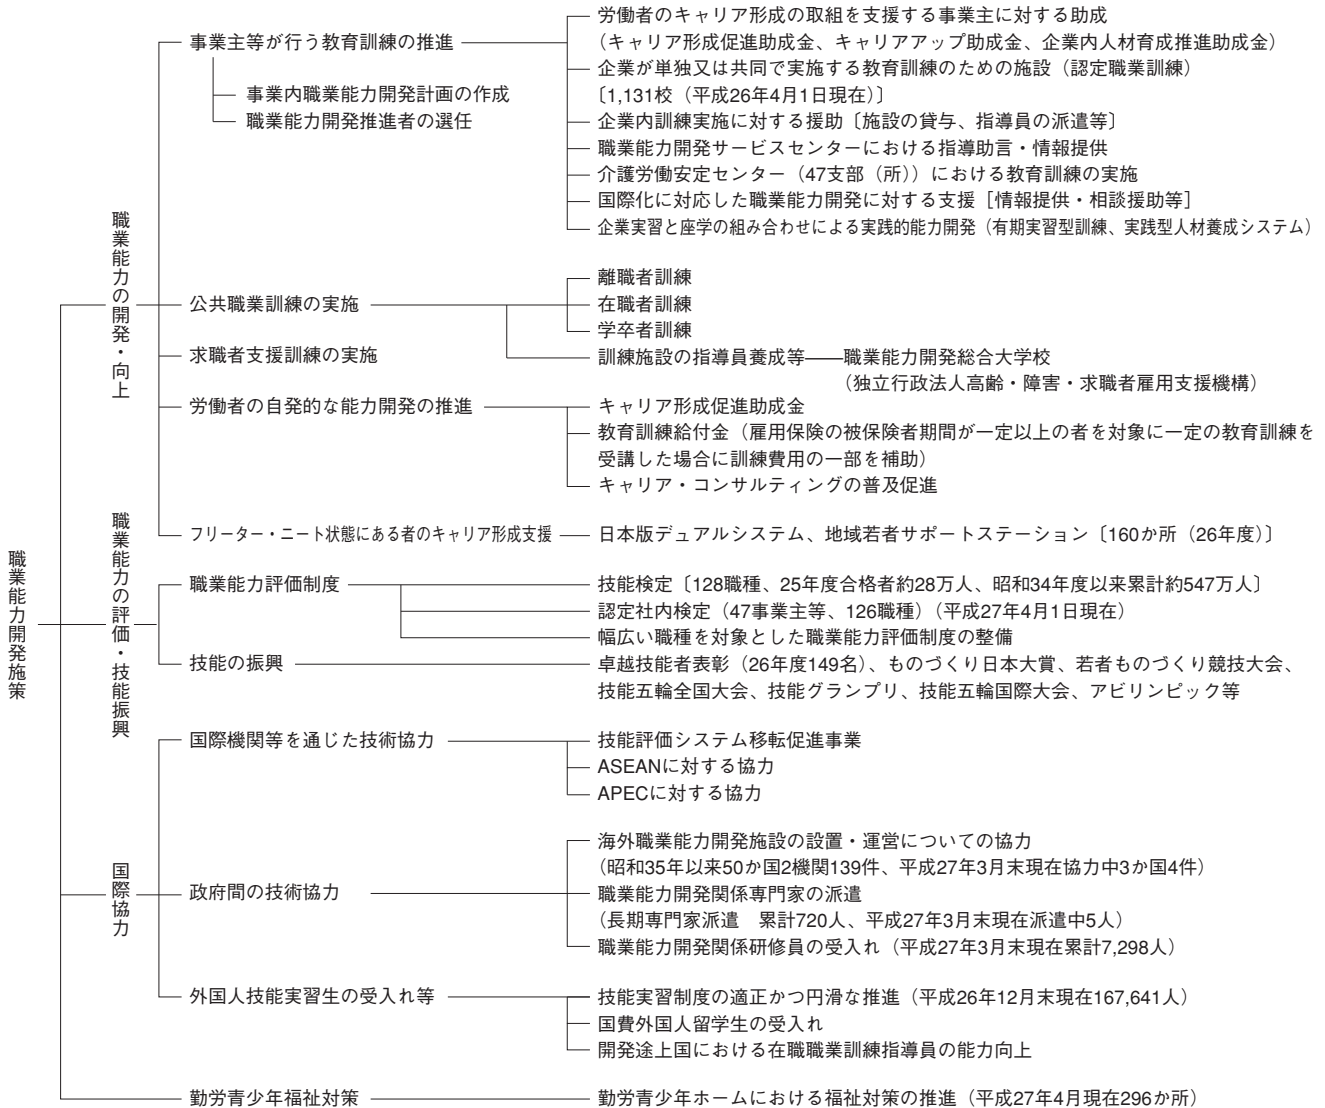 職業能力開発施策
職業能力の開発・向上
事業主等が行う教育訓練の推進
事業内職業能力開発計画の作成
職業能力開発推進者の選任
労働者のキャリア形成の取組を支援する事業主に対する助成
（キャリア形成促進助成金、キャリアアップ助成金、企業内人材育成推進助成金）
企業が単独又は共同で実施する教育訓練のための施設（認定職業訓練）
〔1,131校（平成26年4月1日現在）〕
企業内訓練実施に対する援助〔施設の貸与、指導員の派遣等〕
職業能力開発サービスセンターにおける指導助言・情報提供
介護労働安定センター（47支部（所））における教育訓練の実施
国際化に対応した職業能力開発に対する支援［情報提供・相談援助等］
企業実習と座学の組み合わせによる実践的能力開発（有期実習型訓練、実践型人材養成システム）
公共職業訓練の実施
離職者訓練
在職者訓練
学卒者訓練
訓練施設の指導員養成等──職業能力開発総合大学校
（独立行政法人高齢・障害・求職者雇用支援機構）
求職者支援訓練の実施
労働者の自発的な能力開発の推進
キャリア形成促進助成金
教育訓練給付金（雇用保険の被保険者期間が一定以上の者を対象に一定の教育訓練を
受講した場合に訓練費用の一部を補助）
キャリア・コンサルティングの普及促進
フリーター・ニート状態にある者のキャリア形成支援
日本版デュアルシステム、地域若者サポートステーション〔160か所（26年度）〕
職業能力の評価・技能振興
職業能力評価制度
技能検定〔128職種、25年度合格者約28万人、昭和34年度以来累計約547万人〕
認定社内検定（47事業主等、126職種）（平成27年4月1日現在）
幅広い職種を対象とした職業能力評価制度の整備
技能の振興
卓越技能者表彰（26年度149名）、ものづくり日本大賞、若者ものづくり競技大会、
技能五輪全国大会、技能グランプリ、技能五輪国際大会、アビリンピック等
国際協力
国際機関等を通じた技術協力
技能評価システム移転促進事業
ASEANに対する協力
APECに対する協力
政府間の技術協力
海外職業能力開発施設の設置・運営についての協力
（昭和35年以来50か国2機関139件、平成27年3月末現在協力中3か国4件）
職業能力開発関係専門家の派遣
（長期専門家派遣　累計720人、平成27年3月末現在派遣中5人）
職業能力開発関係研修員の受入れ（平成27年3月末現在累計7,298人）
外国人技能実習生の受入れ等
技能実習制度の適正かつ円滑な推進（平成26年12月末現在167,641人）
国費外国人留学生の受入れ
開発途上国における在職職業訓練指導員の能力向上
勤労青少年福祉対策
勤労青少年ホームにおける福祉対策の推進（平成27年4月現在296か所）